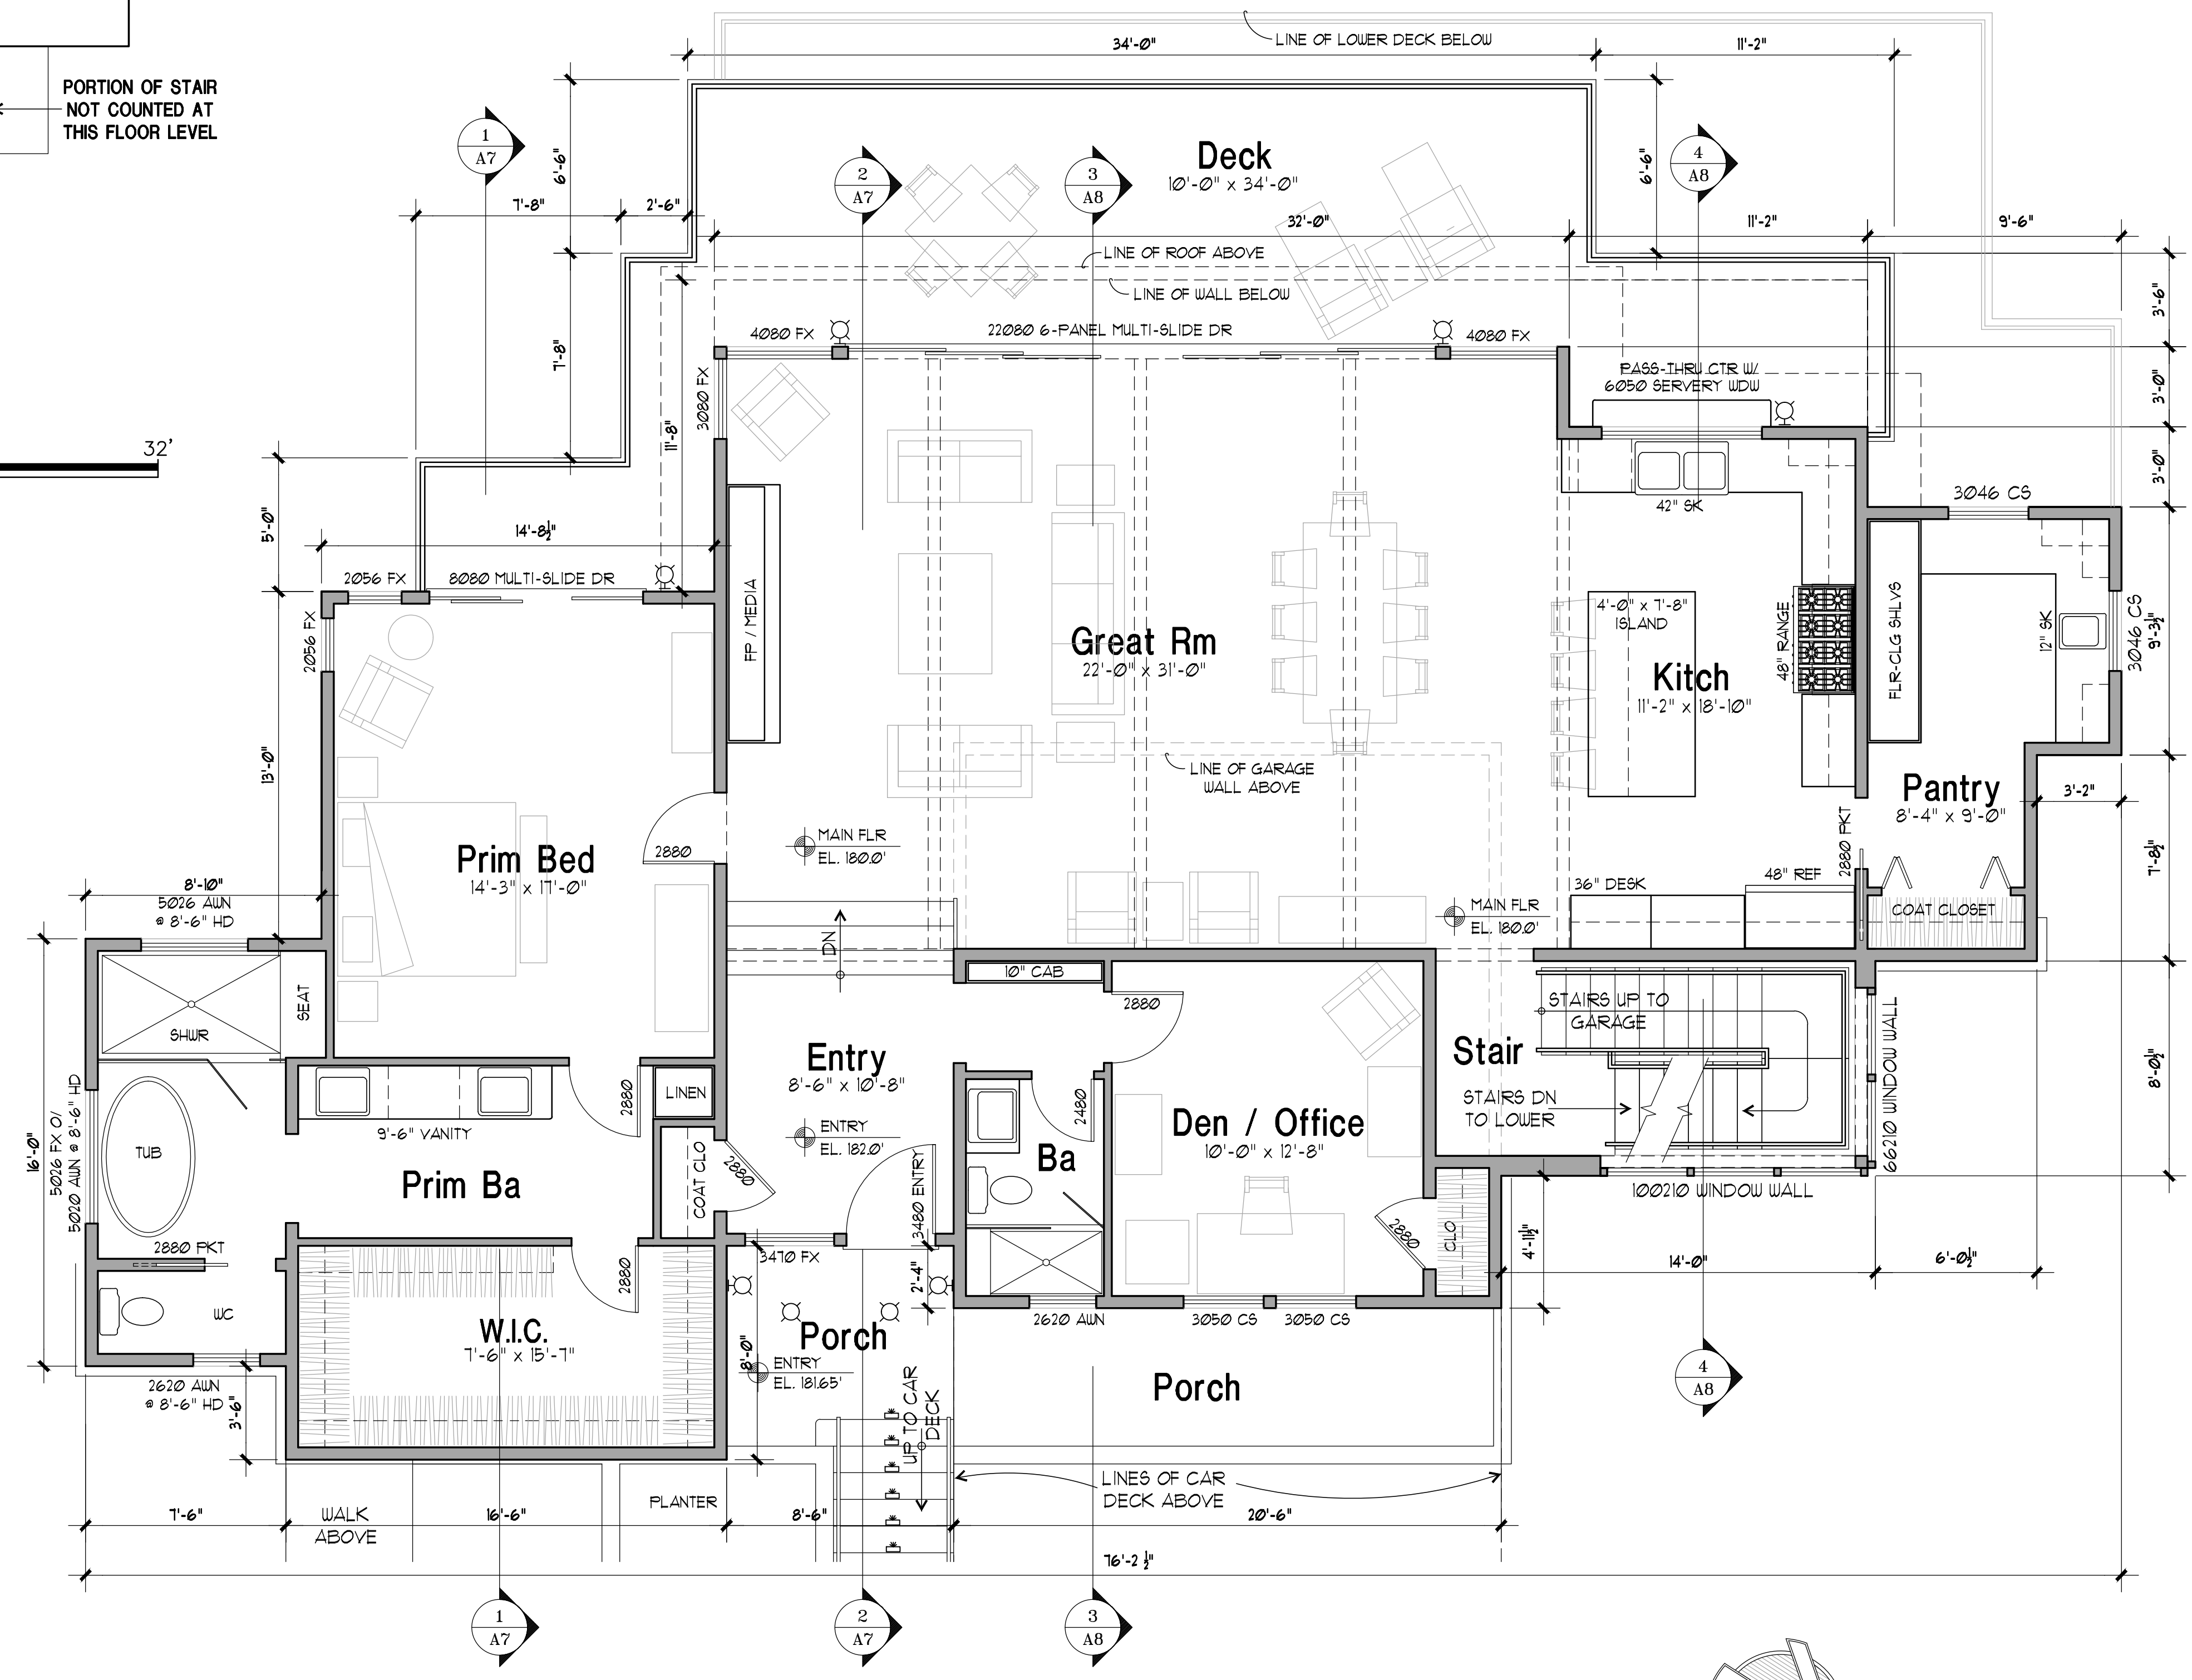 PORTION OF STAIR
NOT COUNTED AT
THIS FLOOR LEVEL
32'
34'-0"
LINE OF LOWER DECK BELOW
11'-2"
1
A7
6'-6"
2
A7
3
A8
Deck
10'-0" x 34'-0"
6'-6"
4
A8
7'-8"
2'-6"
32'-0"
11'-2"
9'-6"
LINE OF ROOF ABOVE
LINE OF WALL BELOW
3'-6"
7'-8"
4080 FX
22080 6-PANEL MULTI-SLIDE DR
4080 FX
3080 FX
11'-8"
PASS-THRU CTR W/
6050 SERVERY WDW
3'-0"
3'-0"
5'-0"
14'-8½"
42" SK
3046 CS
2056 FX
8080 MULTI-SLIDE DR
2056 FX
FP / MEDIA
4'-0" x 7'-8"
ISLAND
48" RANGE
FLR-CLG SHLVS
12" SK
3046 CS
9'-3½"
Great Rm
22'-0" x 31'-0"
Kitch
11'-2" x 18'-10"
13'-0"
LINE OF GARAGE
WALL ABOVE
Pantry
8'-4" x 9'-0"
3'-2"
MAIN FLR
EL. 180.0'
2880
Prim Bed
14'-3" x 17'-0"
2880 PKT
7'-8½"
8'-10"
5026 AWN
@ 8'-6" HD
36" DESK
48" REF
MAIN FLR
EL. 180.0'
COAT CLOSET
DN
10" CAB
SEAT
SHWR
2880
STAIRS UP TO
GARAGE
Stair
66210 WINDOW WALL
8'-0½"
Entry
8'-6" x 10'-8"
2880
LINEN
2480
STAIRS DN
TO LOWER
9'-6" VANITY
ENTRY
EL. 182.0'
Den / Office
10'-0" x 12'-8"
16'-0"
5026 FX O/
5020 AWN @ 8'-6" HD
TUB
Prim Ba
COAT CLO
2880
Ba
3480 ENTRY
100210 WINDOW WALL
2880 PKT
3470 FX
2880
CLO
4'-11½"
14'-0"
6'-0½"
2880
2'-4"
WC
W.I.C.
7'-6" x 15'-7"
Porch
2620 AWN
3050 CS
3050 CS
8'-0"
ENTRY
EL. 181.65'
2620 AWN
@ 8'-6" HD
3'-6"
UP TO CAR
DECK
Porch
4
A8
LINES OF CAR
DECK ABOVE
PLANTER
7'-6"
WALK
ABOVE
16'-6"
8'-6"
20'-6"
76'-2 ½"
1
A7
2
A7
3
A8